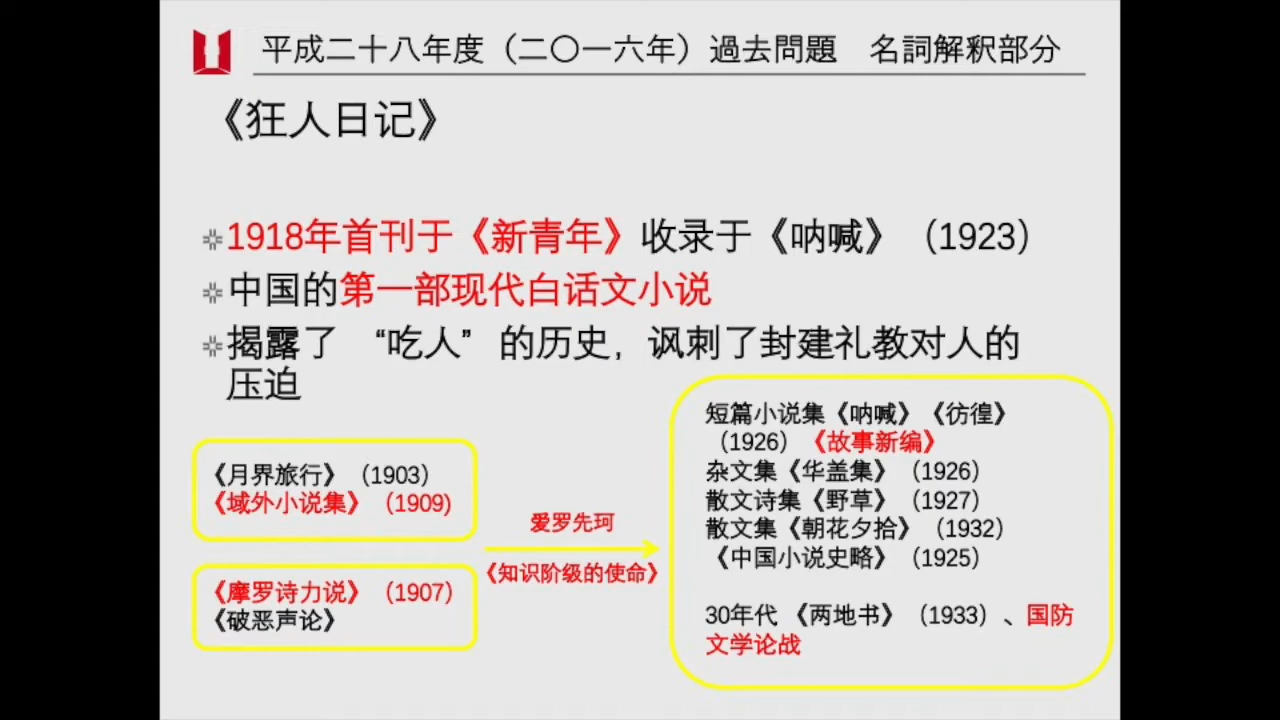 平成二十八年度（二〇一六年）過去問題　名詞解釈部分
《狂人日记》
1918年首刊于《新青年》收录于《呐喊》（1923）
中国的第一部现代白话文小说
揭露了 “吃人” 的历史，讽刺了封建礼教对人的
压迫
《月界旅行》（1903）
《域外小说集》（1909)
《摩罗诗力说》（1907)
《破恶声论》
爱罗先珂
《知识阶级的使命》
短篇小说集《呐喊》《彷徨》
（1926）《故事新编》
杂文集《华盖集》（1926）
散文诗集《野草》（1927）
散文集《朝花夕拾》（1932）
《中国小说史略》（1925）
30年代 《两地书》（1933）、国防
文学论战